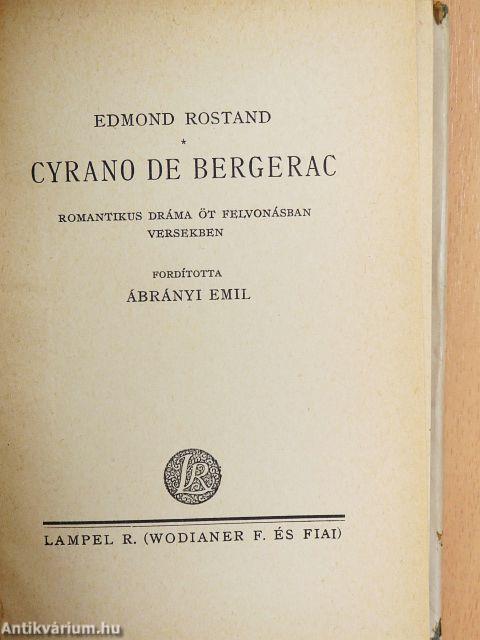 EDMOND ROSTAND
*
CYRANO DE BERGERAC
ROMANTIKUS DRÁMA ÖT FELVONÁSBAN
VERSEKBEN
FORDÍTOTTA
ÁBRÁNYI EMIL
LR
LAMPEL R. (WODIANER F. ÉS FIAI)
Antikvárium.hu